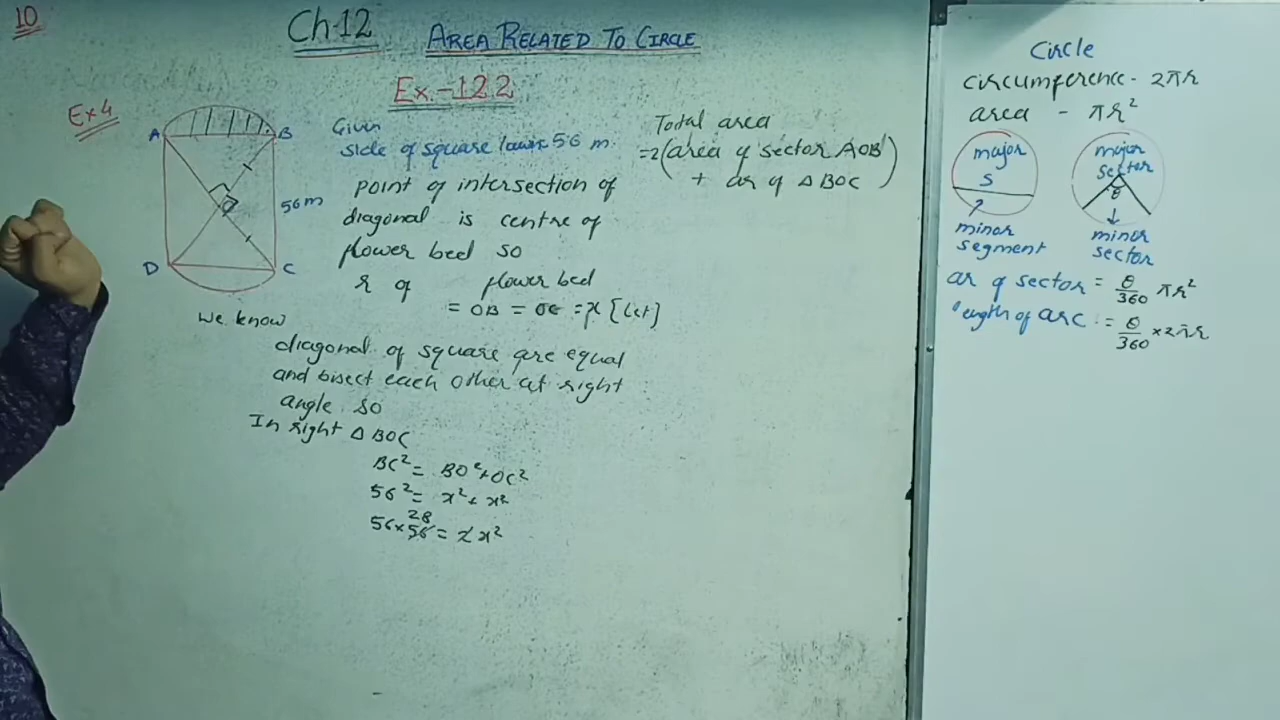 10
Ch-12 AREA RELATED TO CIRCLE
Ex.-12.2
Ex 4
A
B
56 m
O
D
C
Given
side of square lawn 56 m.
point of intersection of
diagonal is centre of
flower bed so
r of flower bed
= OB = OC = x [let]
we know
diagonal of square are equal
and bisect each other at right
angle. so
In right △ BOC
BC² = BO² + OC²
56² = x² + x²
28
56×56 = 2x²
Total area
=2(area of sector AOB
+ ar of △ BOC)
Circle
circumference - 2πr
area - πr²
major
S
minor
segment
major
sector
θ
minor
sector
ar of sector = θ/360 πr²
length of arc = θ/360 × 2πr